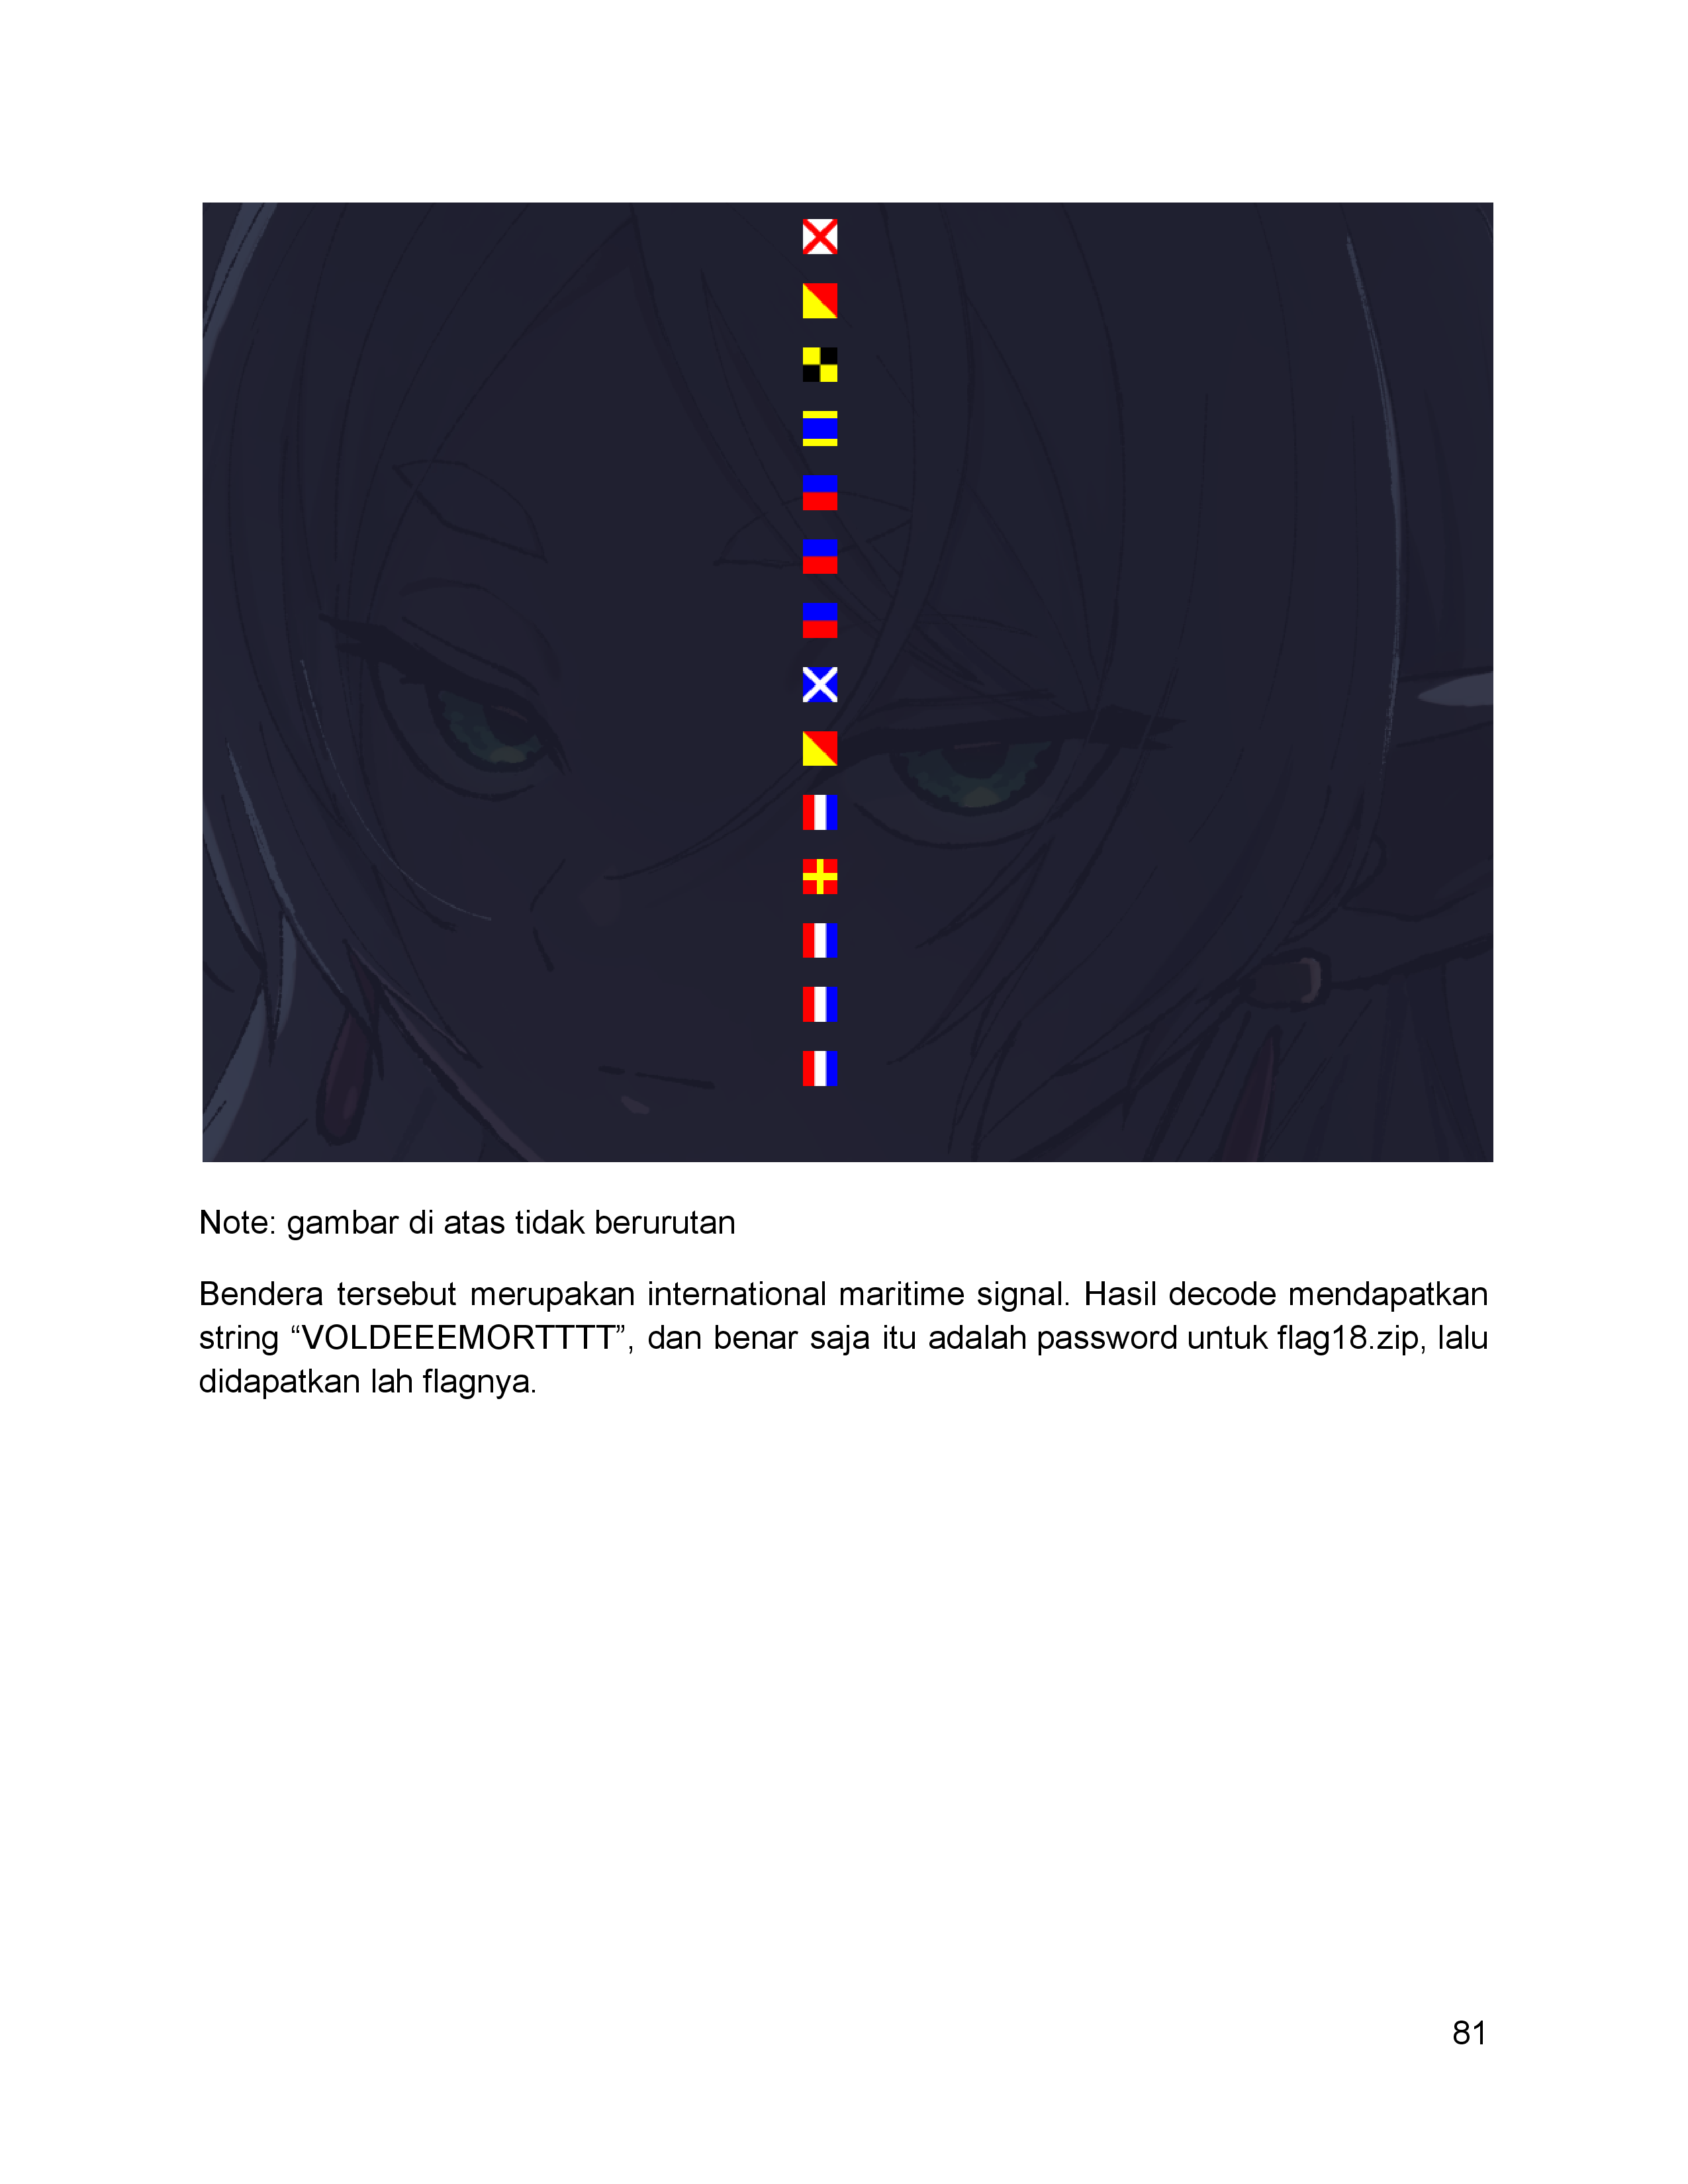 Note: gambar di atas tidak berurutan
Bendera tersebut merupakan international maritime signal. Hasil decode mendapatkan
string “VOLDEEEMORTTTT”, dan benar saja itu adalah password untuk flag18.zip, lalu
didapatkan lah flagnya.
81